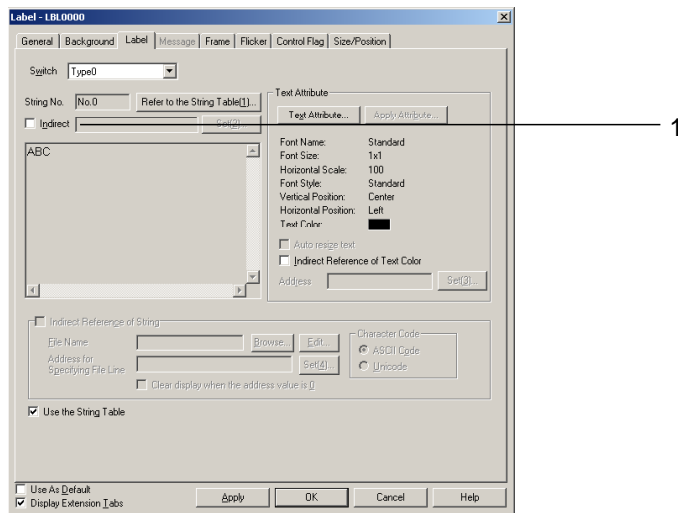 Label - LBL0000
General Background Label Message Frame Flicker Control Flag Size/Position
Switch Type0
String No. No.0 Refer to the String Table[1]...
Indirect Set[2]...
ABC
Text Attribute
Text Attribute... Apply Attribute...
Font Name: Standard
Font Size: 1x1
Horizontal Scale: 100
Font Style: Standard
Vertical Position: Center
Horizontal Position: Left
Text Color:
Auto resize text
Indirect Reference of Text Color
Address Set[3]...
1
Indirect Reference of String
File Name Browse... Edit...
Address for
Specifying File Line Set[4]...
Clear display when the address value is 0
Character Code
ASCII Code
Unicode
Use the String Table
Use As Default
Display Extension Tabs
Apply OK Cancel Help